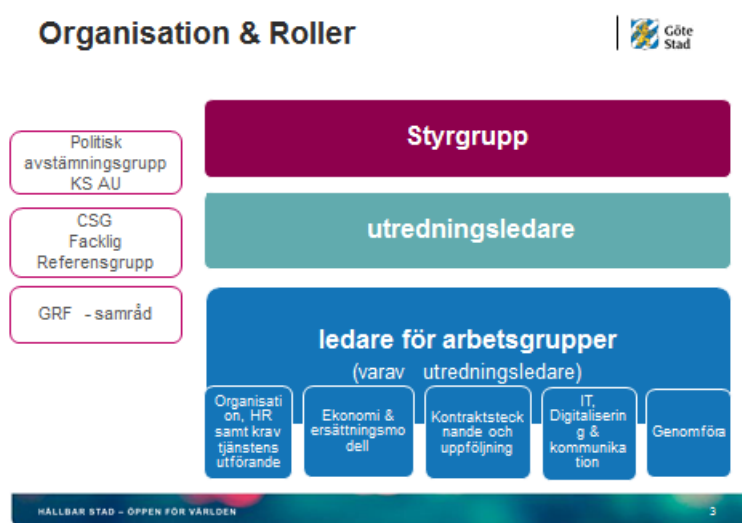 Organisation & Roller
Göte
Stad
Politisk
avstämningsgrupp
KS AU
CSG
Facklig
Referensgrupp
GRF - samråd
Styrgrupp
utredningsledare
ledare för arbetsgrupper
(varav utredningsledare)
Organisati
on, HR
samt krav
tjänstens
utförande
Ekonomi &
ersättningsmo
dell
Kontraktsteck
nande och
uppföljning
IT,
Digitaliserin
g &
kommunika
tion
Genomföra
HÅLLBAR STAD – ÖPPEN FÖR VÄRLDEN
3